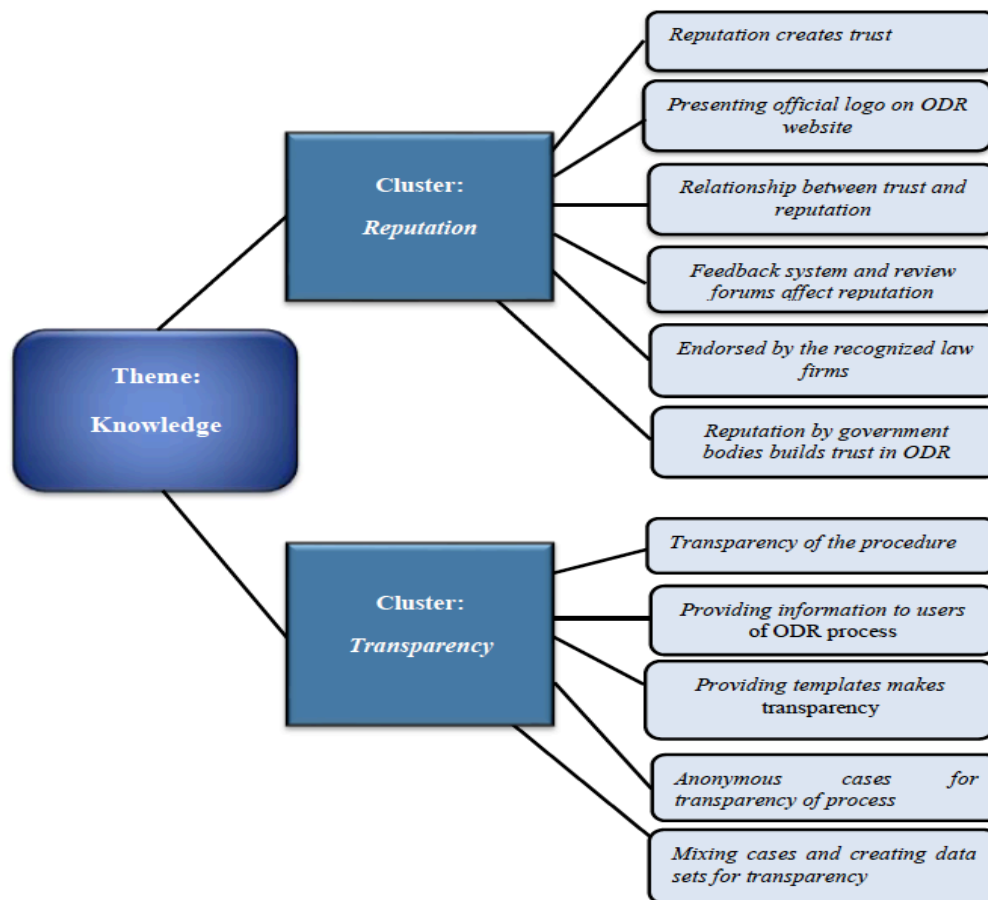 Reputation creates trust
Presenting official logo on ODR
website
Cluster:
Reputation
Relationship between trust and
reputation
Feedback system and review
forums affect reputation
Endorsed by the recognized law
firms
Reputation by government
bodies builds trust in ODR
Theme:
Knowledge
Transparency of the procedure
Cluster:
Transparency
Providing information to users
of ODR process
Providing templates makes
transparency
Anonymous cases for
transparency of process
Mixing cases and creating data
sets for transparency